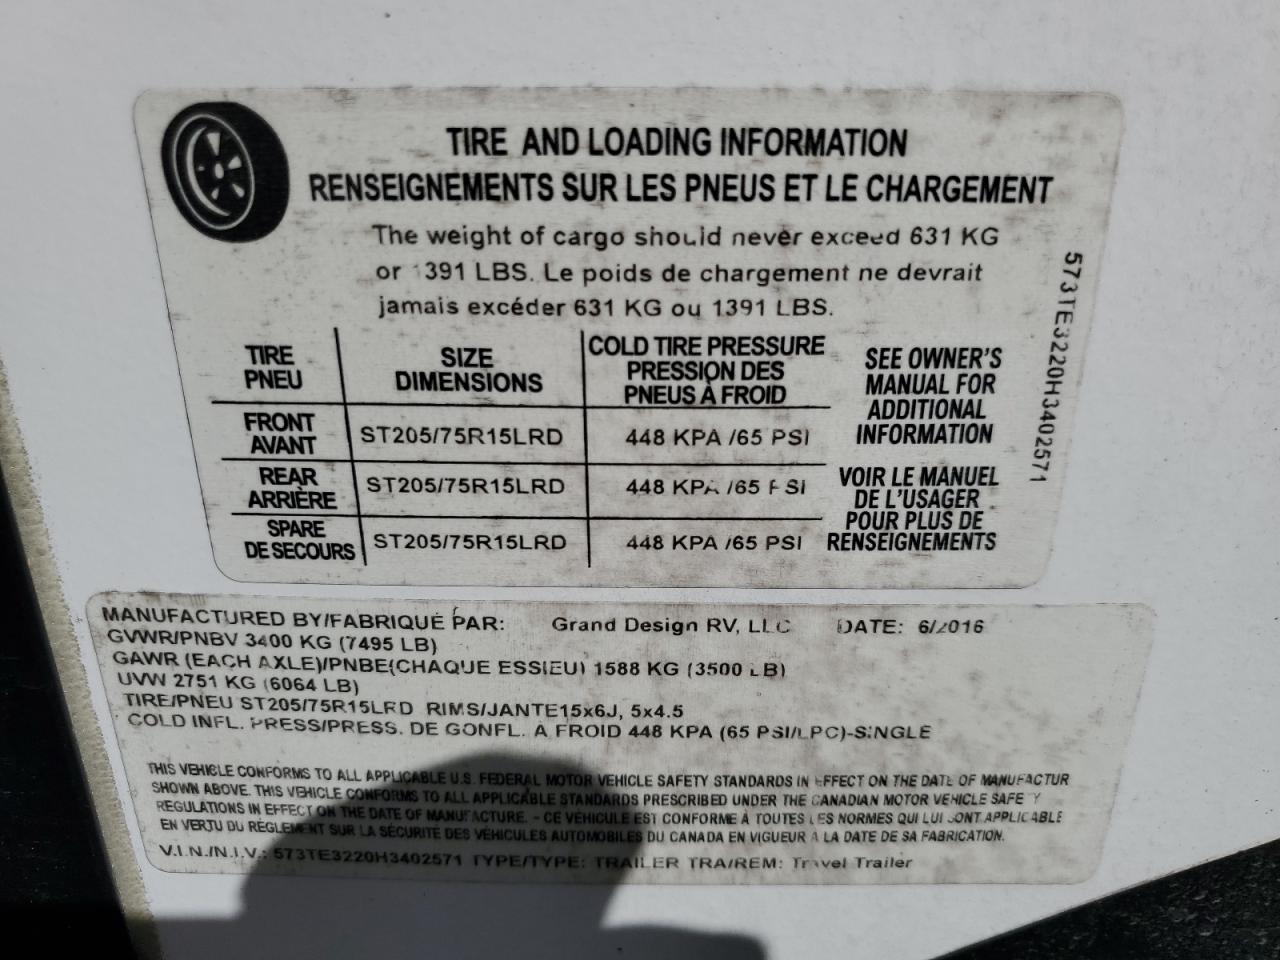 TIRE AND LOADING INFORMATION
RENSEIGNEMENTS SUR LES PNEUS ET LE CHARGEMENT
The weight of cargo should never exceed 631 KG
or 1391 LBS. Le poids de chargement ne devrait
jamais excéder 631 KG ou 1391 LBS.
TIRE
PNEU
SIZE
DIMENSIONS
COLD TIRE PRESSURE
PRESSION DES
PNEUS À FROID
FRONT
AVANT
ST205/75R15LRD
448 KPA /65 PSI
REAR
ARRIÈRE
ST205/75R15LRD
448 KPA /65 PSI
SPARE
DE SECOURS
ST205/75R15LRD
448 KPA /65 PSI
SEE OWNER'S
MANUAL FOR
ADDITIONAL
INFORMATION
VOIR LE MANUEL
DE L'USAGER
POUR PLUS DE
RENSEIGNEMENTS
573TE3220H3402571
MANUFACTURED BY/FABRIQUÉ PAR: Grand Design RV, LLC DATE: 6/2016
GVWR/PNBV 3400 KG (7495 LB)
GAWR (EACH AXLE)/PNBE(CHAQUE ESSIEU) 1588 KG (3500 LB)
UVW 2751 KG (6064 LB)
TIRE/PNEU ST205/75R15LRD RIMS/JANTE15x6J, 5x4.5
COLD INFL. PRESS/PRESS. DE GONFL. A FROID 448 KPA (65 PSI/LPC)-SINGLE
THIS VEHICLE CONFORMS TO ALL APPLICABLE U.S. FEDERAL MOTOR VEHICLE SAFETY STANDARDS IN EFFECT ON THE DATE OF MANUFACTUR
SHOWN ABOVE. THIS VEHICLE CONFORMS TO ALL APPLICABLE STANDARDS PRESCRIBED UNDER THE CANADIAN MOTOR VEHICLE SAFETY
REGULATIONS IN EFFECT ON THE DATE OF MANUFACTURE. - CE VÉHICULE EST CONFORME À TOUTES LES NORMES QUI LUI SONT APPLICABLE
EN VERTU DU RÈGLEMENT SUR LA SÉCURITÉ DES VÉHICULES AUTOMOBILES DU CANADA EN VIGUEUR À LA DATE DE SA FABRICATION.
V.I.N./N.I.V.: 573TE3220H3402571 TYPE/TYPE: TRAILER TRA/REM: Travel Trailer